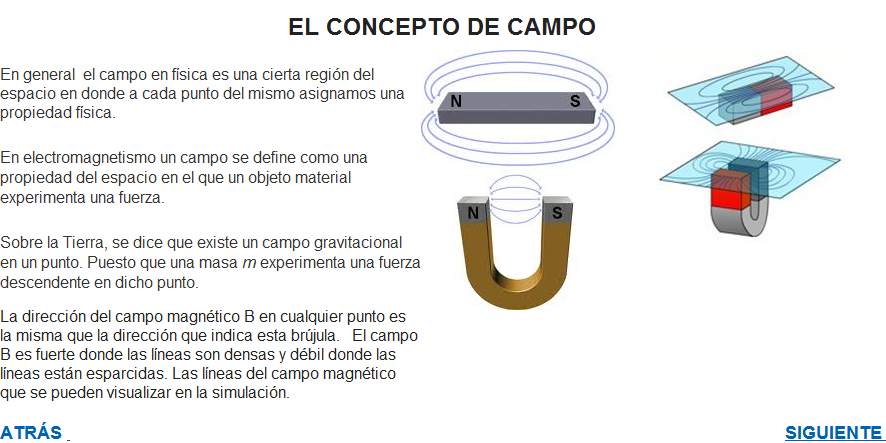 EL CONCEPTO DE CAMPO
En general  el campo en física es una cierta región del
espacio en donde a cada punto del mismo asignamos una
propiedad física.
En electromagnetismo un campo se define como una
propiedad del espacio en el que un objeto material
experimenta una fuerza.
Sobre la Tierra, se dice que existe un campo gravitacional
en un punto. Puesto que una masa m experimenta una fuerza
descendente en dicho punto.
La dirección del campo magnético B en cualquier punto es
la misma que la dirección que indica esta brújula.   El campo
B es fuerte donde las líneas son densas y débil donde las
líneas están esparcidas. Las líneas del campo magnético
que se pueden visualizar en la simulación.
N S
N S
ATRÁS
SIGUIENTE